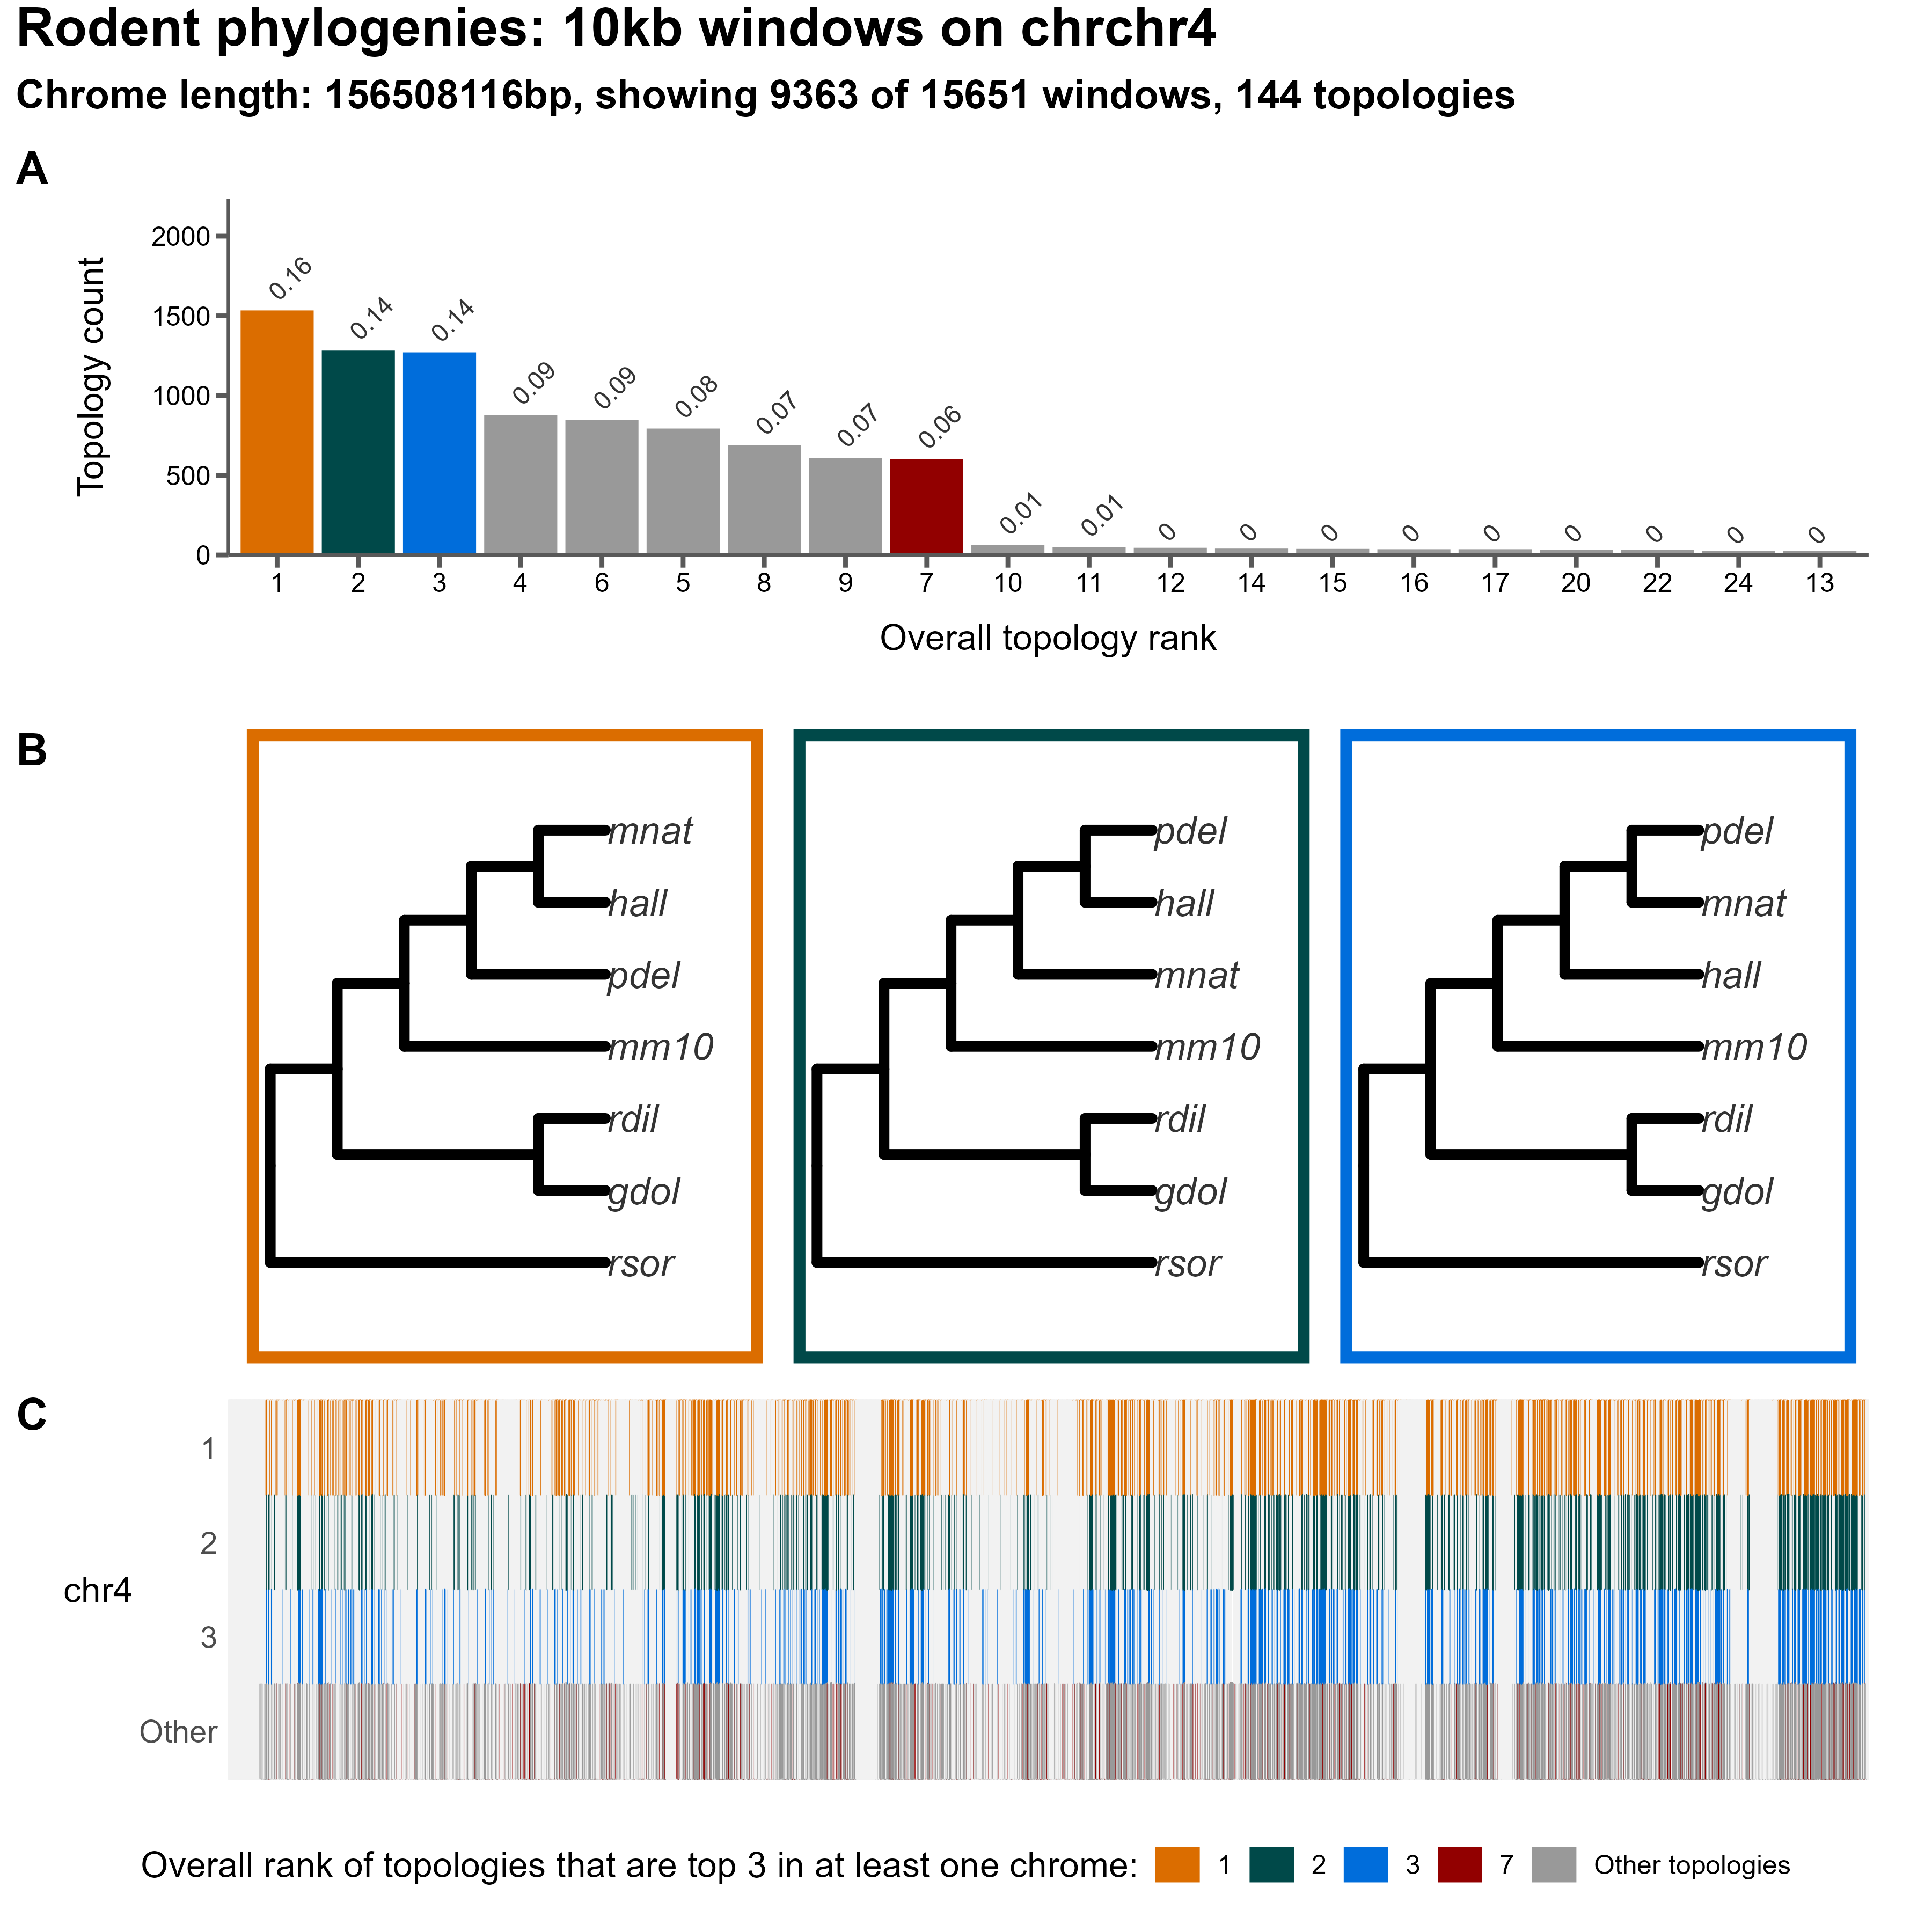 Rodent phylogenies: 10kb windows on chrchr4
Chrome length: 156508116bp, showing 9363 of 15651 windows, 144 topologies
A
Topology count
2000
1500
1000
500
0
0.16 0.14 0.14 0.09 0.09 0.08 0.07 0.07 0.06 0.01 0.01 0 0 0 0 0 0 0 0 0
1 2 3 4 6 5 8 9 7 10 11 12 14 15 16 17 20 22 24 13
Overall topology rank
B
mnat
hall
pdel
mm10
rdil
gdol
rsor
pdel
hall
mnat
mm10
rdil
gdol
rsor
pdel
mnat
hall
mm10
rdil
gdol
rsor
C
chr4
1
2
3
Other
Overall rank of topologies that are top 3 in at least one chrome: 1 2 3 7 Other topologies